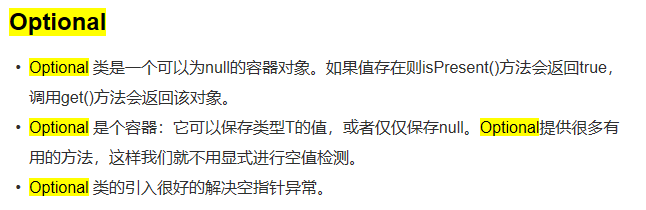 Optional
• Optional 类是一个可以为null的容器对象。如果值存在则isPresent()方法会返回true，
调用get()方法会返回该对象。
• Optional 是个容器：它可以保存类型T的值，或者仅仅保存null。Optional提供很多有
用的方法，这样我们就不用显式进行空值检测。
• Optional 类的引入很好的解决空指针异常。